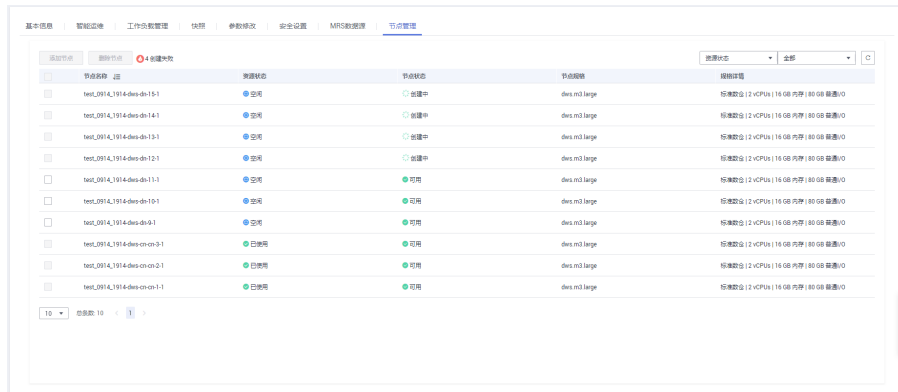 基本信息 智能运维 工作负载管理 快照 参数修改 安全设置 MRS数据源 节点管理
添加节点 删除节点 4 创建失败 资源状态 全部
节点名称 资源状态 节点状态 节点规格 规格详情
test_0914_1914-dws-dn-15-1 空闲 创建中 dws.m3.large 标准数仓 | 2 vCPUs | 16 GB 内存 | 80 GB 普通I/O
test_0914_1914-dws-dn-14-1 空闲 创建中 dws.m3.large 标准数仓 | 2 vCPUs | 16 GB 内存 | 80 GB 普通I/O
test_0914_1914-dws-dn-13-1 空闲 创建中 dws.m3.large 标准数仓 | 2 vCPUs | 16 GB 内存 | 80 GB 普通I/O
test_0914_1914-dws-dn-12-1 空闲 创建中 dws.m3.large 标准数仓 | 2 vCPUs | 16 GB 内存 | 80 GB 普通I/O
test_0914_1914-dws-dn-11-1 空闲 可用 dws.m3.large 标准数仓 | 2 vCPUs | 16 GB 内存 | 80 GB 普通I/O
test_0914_1914-dws-dn-10-1 空闲 可用 dws.m3.large 标准数仓 | 2 vCPUs | 16 GB 内存 | 80 GB 普通I/O
test_0914_1914-dws-dn-9-1 空闲 可用 dws.m3.large 标准数仓 | 2 vCPUs | 16 GB 内存 | 80 GB 普通I/O
test_0914_1914-dws-cn-cn-3-1 已使用 可用 dws.m3.large 标准数仓 | 2 vCPUs | 16 GB 内存 | 80 GB 普通I/O
test_0914_1914-dws-cn-cn-2-1 已使用 可用 dws.m3.large 标准数仓 | 2 vCPUs | 16 GB 内存 | 80 GB 普通I/O
test_0914_1914-dws-cn-cn-1-1 已使用 可用 dws.m3.large 标准数仓 | 2 vCPUs | 16 GB 内存 | 80 GB 普通I/O
10 总条数: 10 < 1 >